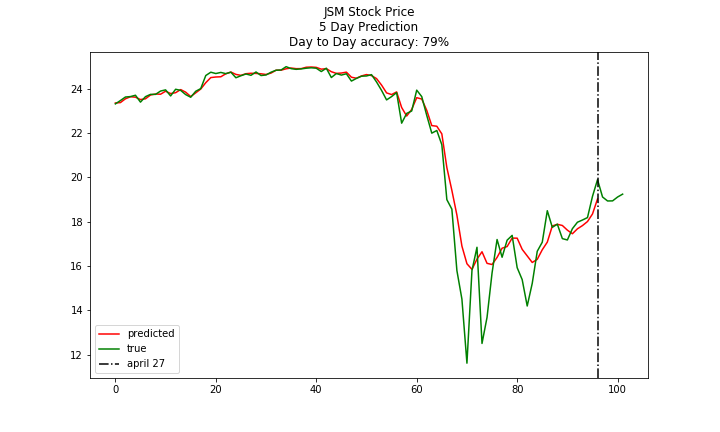 JSM Stock Price
5 Day Prediction
Day to Day accuracy: 79%
24
22
20
18
16
14
12
predicted
true
april 27
0
20
40
60
80
100